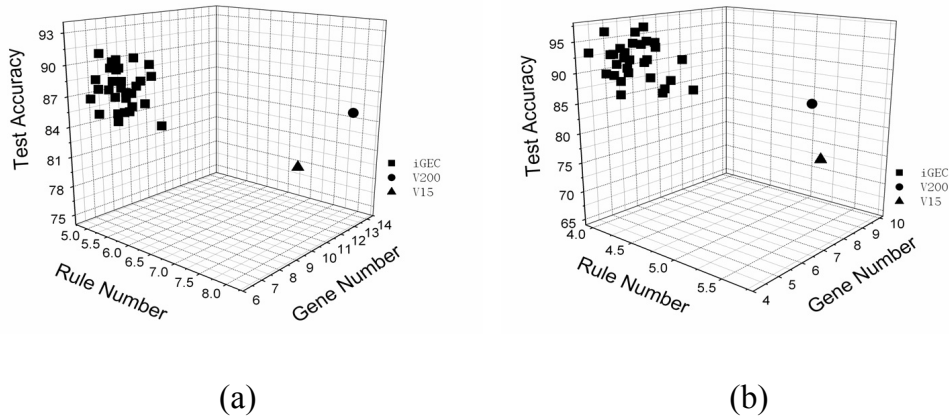 Test Accuracy
93
90
87
84
81
78
75
5.0 5.5 6.0 6.5 7.0 7.5 8.0
Rule Number
6 7 8 9 10 11 12 13 14
Gene Number
iGEC
V200
V15
(a)
Test Accuracy
95
90
85
80
75
70
65
4.0 4.5 5.0 5.5
Rule Number
4 5 6 7 8 9 10
Gene Number
iGEC
V200
V15
(b)